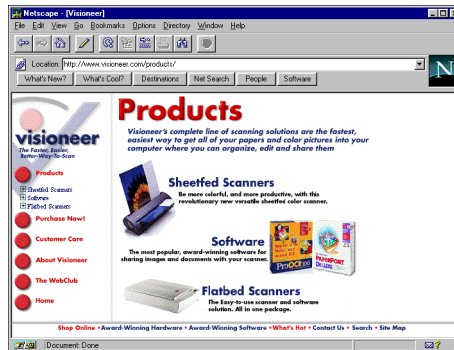 Netscape - [Visioneer]
File Edit View Go Bookmarks Options Directory Window Help
Location: http://www.visioneer.com/products/
What's New? What's Cool? Destinations Net Search People Software
N
visioneer
The Faster, Easier,
Better-Way-To-Scan
Products
Sheetfed Scanners
Software
Flatbed Scanners
Purchase Now!
Customer Care
About Visioneer
The WebClub
Home
Products
Visioneer's complete line of scanning solutions are the fastest,
easiest way to get all of your papers and color pictures into your
computer where you can organize, edit and share them
Sheetfed Scanners
Be more colorful, and more productive, with this
revolutionary new versatile sheetfed color scanner.
Software
The most popular, award-winning software for
sharing images and documents with your scanner.
ProOCR100
PaperPort
Deluxe
Flatbed Scanners
The Easy-to-use scanner and software
solution. All in one package.
Shop Online • Award-Winning Hardware • Award-Winning Software • What's Hot • Contact Us • Search • Site Map
Document: Done